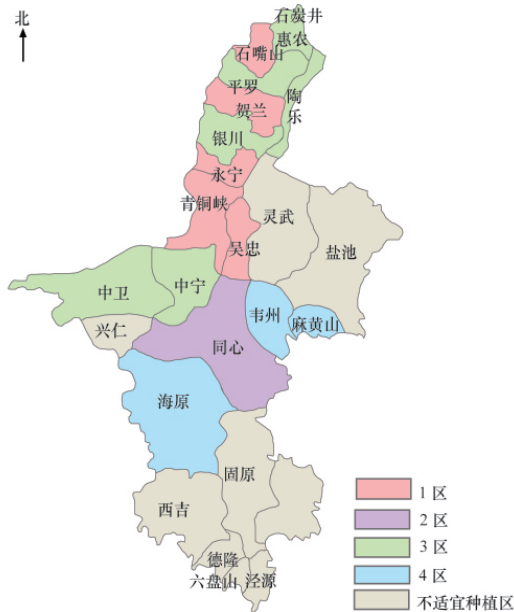 北
石炭井
惠农
石嘴山
平罗
陶乐
贺兰
银川
永宁
青铜峡
灵武
吴忠
盐池
中卫
中宁
韦州
麻黄山
兴仁
同心
海原
固原
西吉
德隆
六盘山
泾源
1 区
2 区
3 区
4 区
不适宜种植区